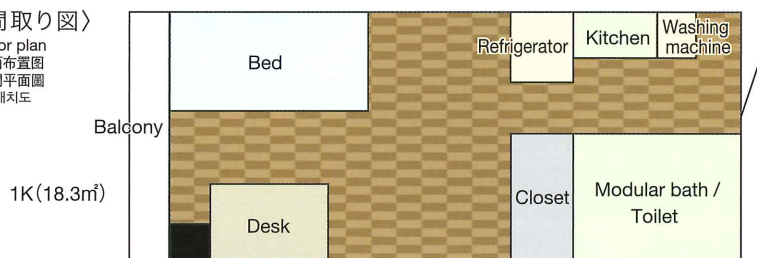 間取り図〉
or plan
布置图
平面圖
배치도
Bed
Refrigerator
Kitchen
Washing
machine
Balcony
1K(18.3㎡)
Desk
Closet
Modular bath /
Toilet